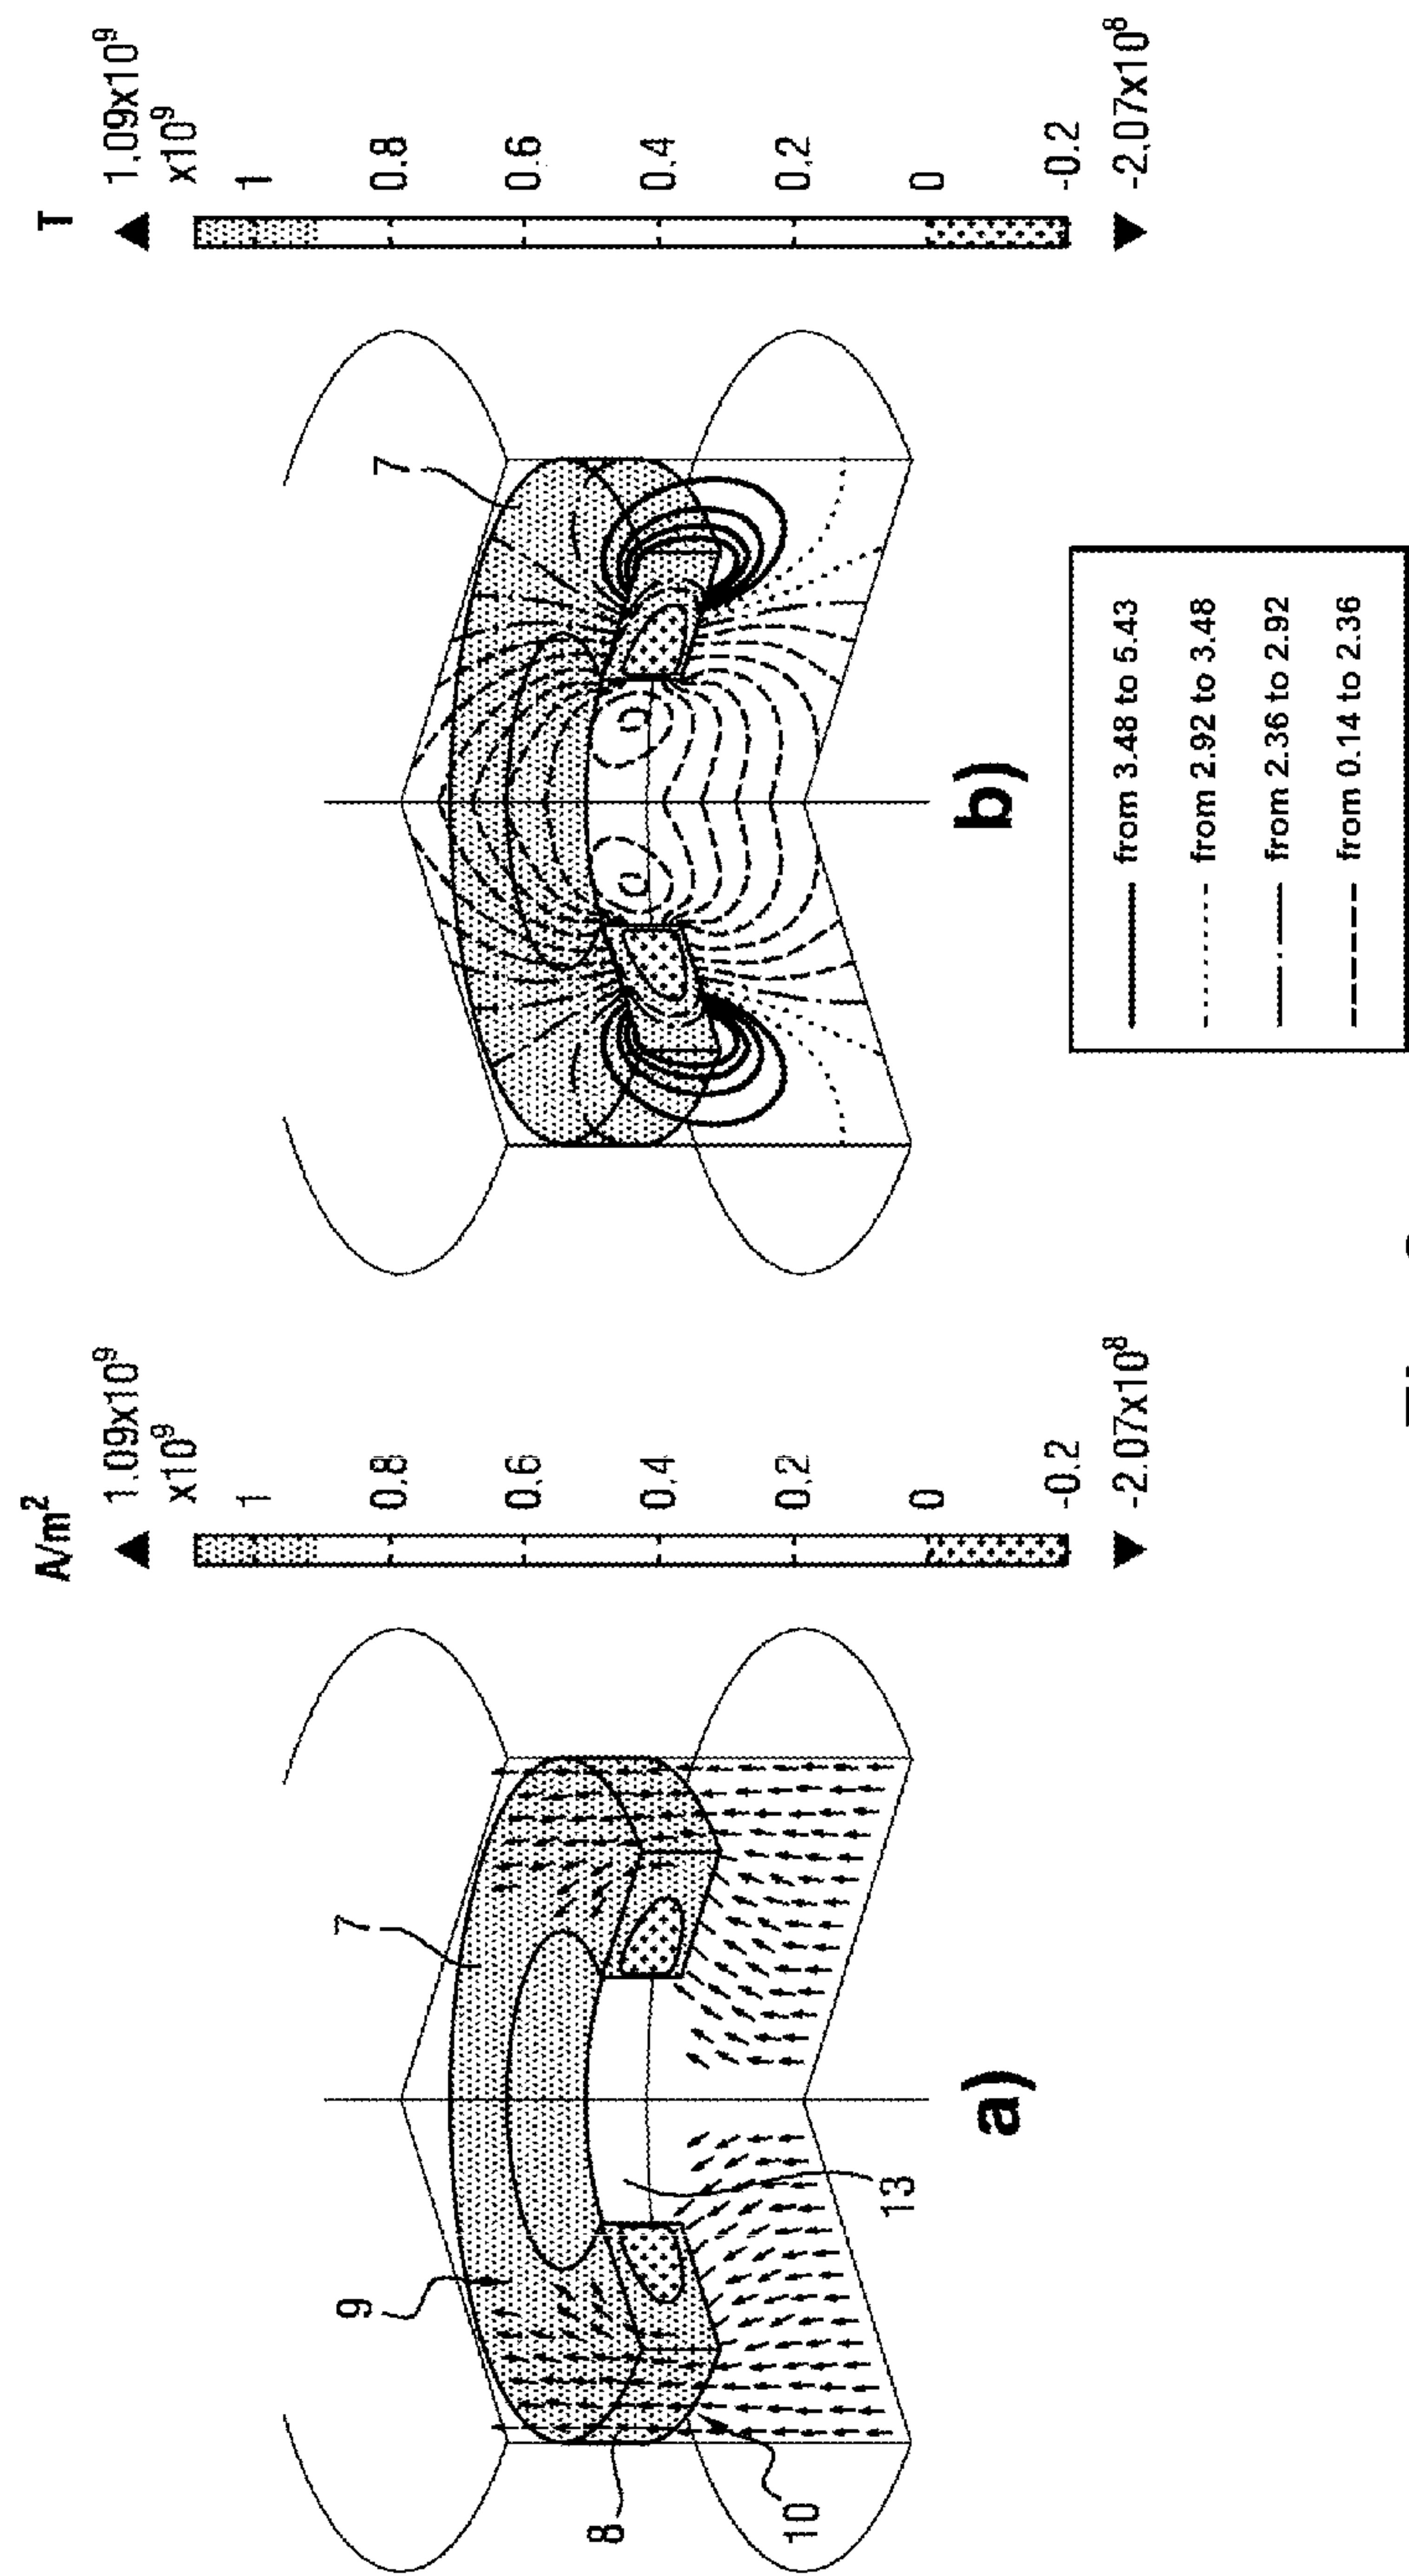 A/m²
1.09x10⁹
x10⁹
1
0.8
0.6
0.4
0.2
0
-0.2
-2.07x10⁸
7
9
8
10
13
a)
T
1.09x10⁹
x10⁹
1
0.8
0.6
0.4
0.2
0
-0.2
-2.07x10⁸
7
b)
from 3.48 to 5.43
from 2.92 to 3.48
from 2.36 to 2.92
from 0.14 to 2.36